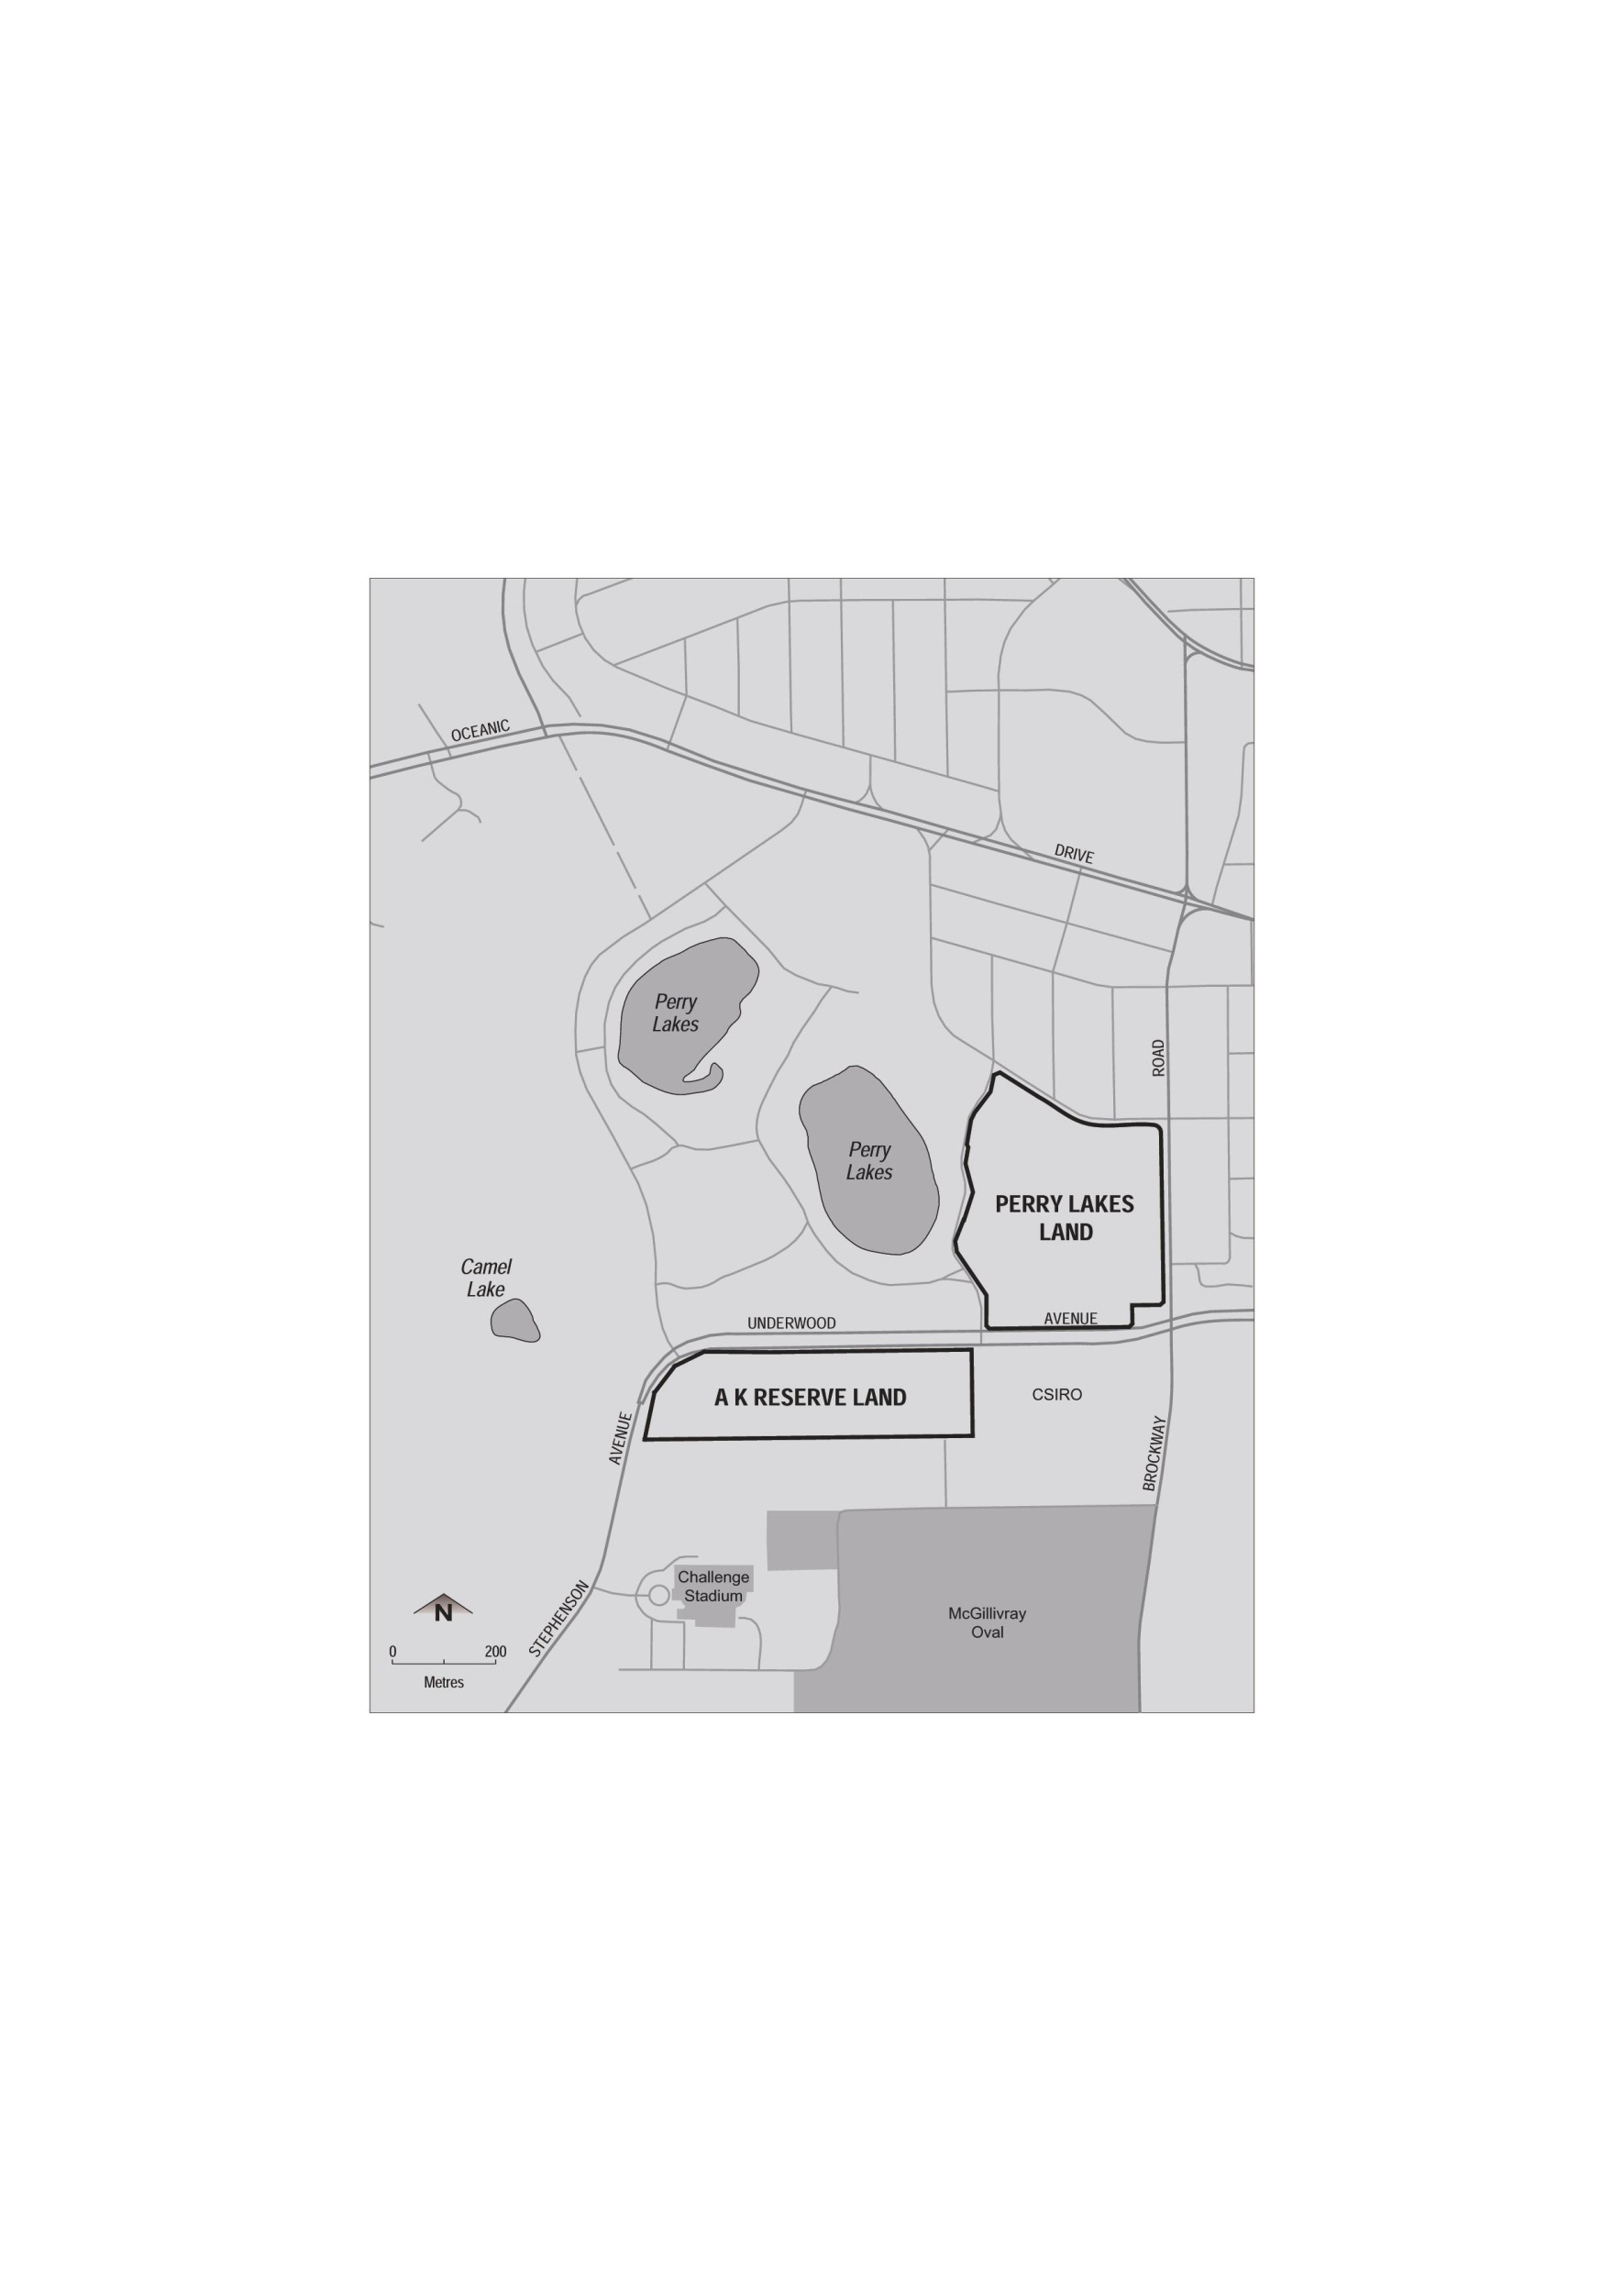 OCEANIC
DRIVE
Perry
Lakes
ROAD
Perry
Lakes
PERRY LAKES
LAND
Camel
Lake
UNDERWOOD
AVENUE
A K RESERVE LAND
CSIRO
AVENUE
BROCKWAY
Challenge
Stadium
STEPHENSON
McGillivray
Oval
N
0 200
Metres